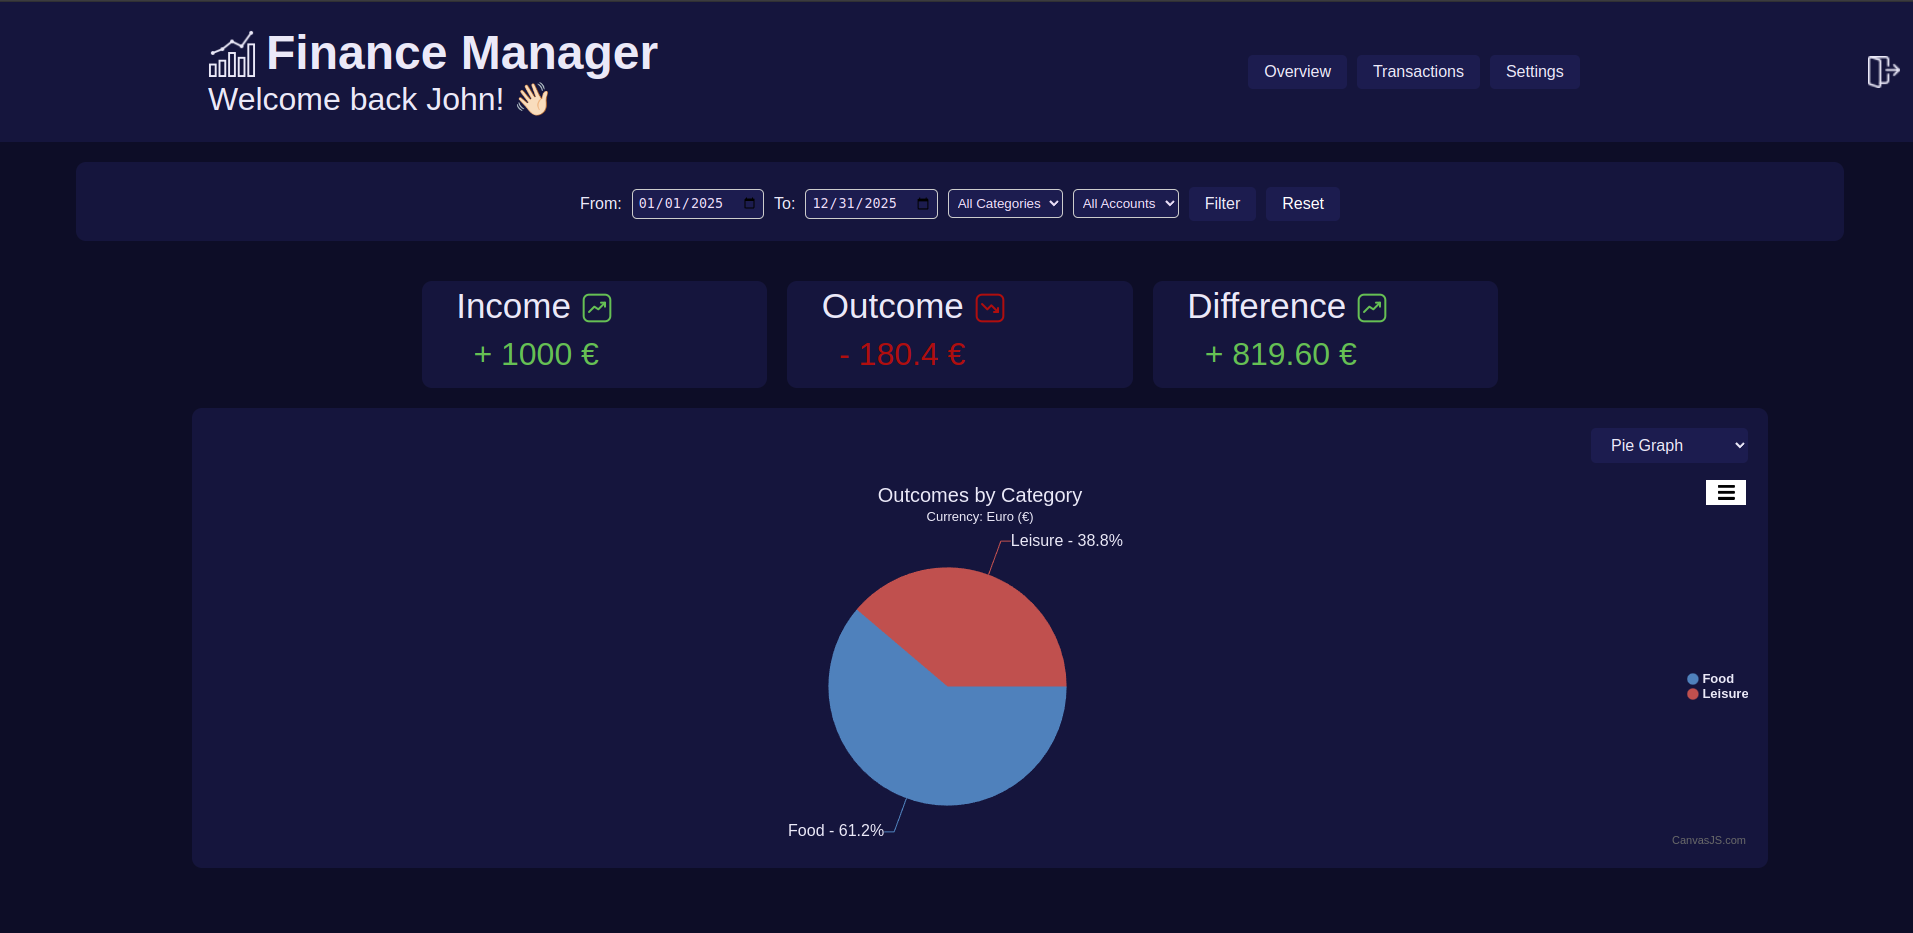 Finance Manager
Welcome back John! 👋🏻
Overview Transactions Settings
From: 01/01/2025 To: 12/31/2025 All Categories All Accounts Filter Reset
Income
+ 1000 €
Outcome
- 180.4 €
Difference
+ 819.60 €
Pie Graph
Outcomes by Category
Currency: Euro (€)
Leisure - 38.8%
Food
Leisure
Food - 61.2%
CanvasJS.com